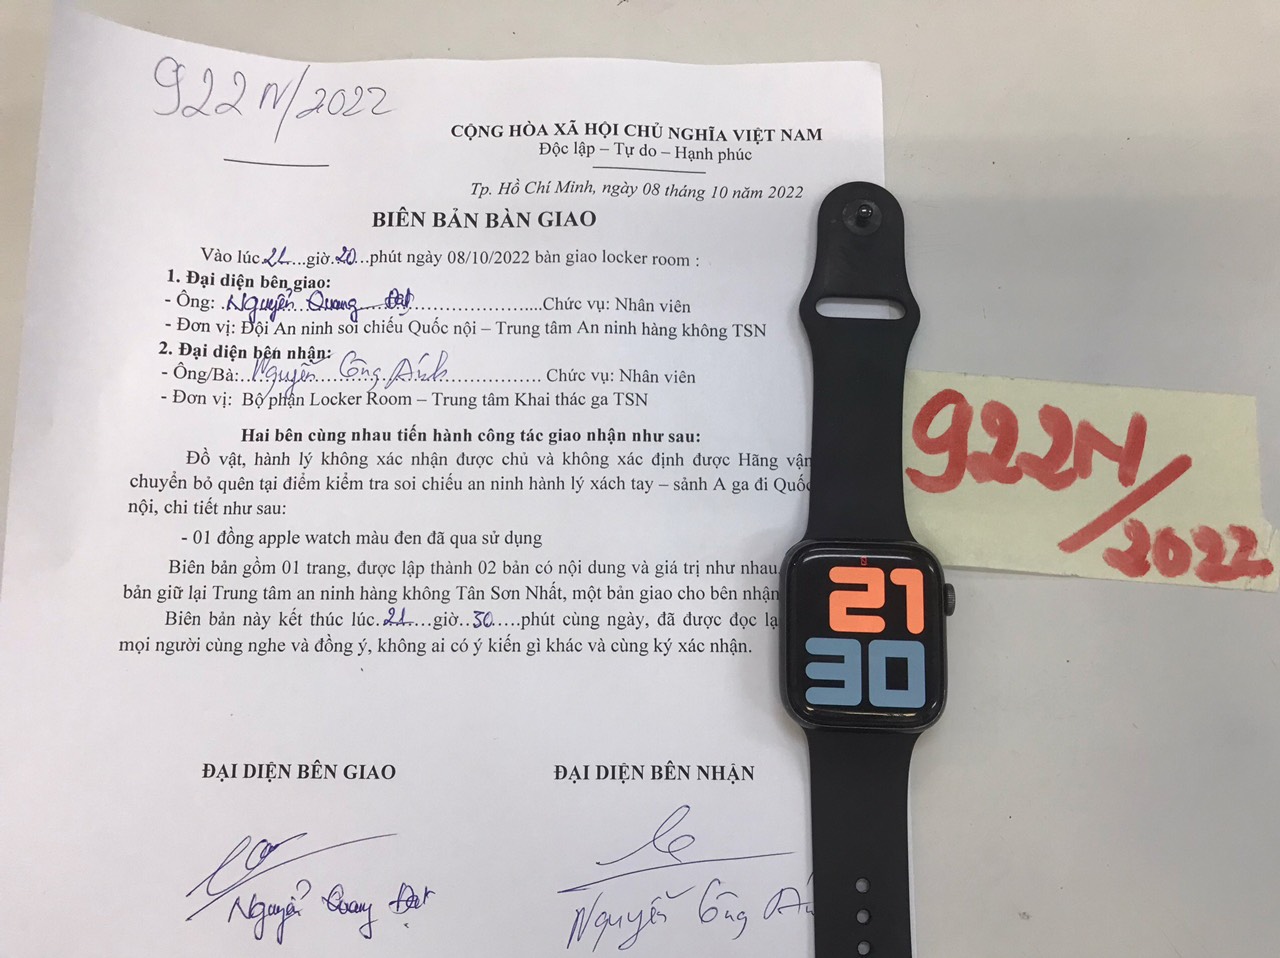 922N/2022
CỘNG HÒA XÃ HỘI CHỦ NGHĨA VIỆT NAM
Độc lập – Tự do – Hạnh phúc
Tp. Hồ Chí Minh, ngày 08 tháng 10 năm 2022
BIÊN BẢN BÀN GIAO
Vào lúc 21...giờ.20...phút ngày 08/10/2022 bàn giao locker room :
1. Đại diện bên giao:
- Ông: .Nguyễn Quang Đạt.......................Chức vụ: Nhân viên
- Đơn vị: Đội An ninh soi chiếu Quốc nội – Trung tâm An ninh hàng không TSN
2. Đại diện bên nhận:
- Ông/Bà:..Nguyễn Công Ánh................ Chức vụ: Nhân viên
- Đơn vị: Bộ phận Locker Room – Trung tâm Khai thác ga TSN
Hai bên cùng nhau tiến hành công tác giao nhận như sau:
Đồ vật, hành lý không xác nhận được chủ và không xác định được Hãng vận
chuyển bỏ quên tại điểm kiểm tra soi chiếu an ninh hành lý xách tay – sảnh A ga đi Quốc
nội, chi tiết như sau:
- 01 đồng apple watch màu đen đã qua sử dụng
Biên bản gồm 01 trang, được lập thành 02 bản có nội dung và giá trị như nhau,
bản giữ lại Trung tâm an ninh hàng không Tân Sơn Nhất, một bản giao cho bên nhận
Biên bản này kết thúc lúc.21....giờ..30.....phút cùng ngày, đã được đọc lạ
mọi người cùng nghe và đồng ý, không ai có ý kiến gì khác và cùng ký xác nhận.
ĐẠI DIỆN BÊN GIAO
ĐẠI DIỆN BÊN NHẬN
Nguyễn Quang Đạt
Nguyễn Công Án
21
30
922N/
2022